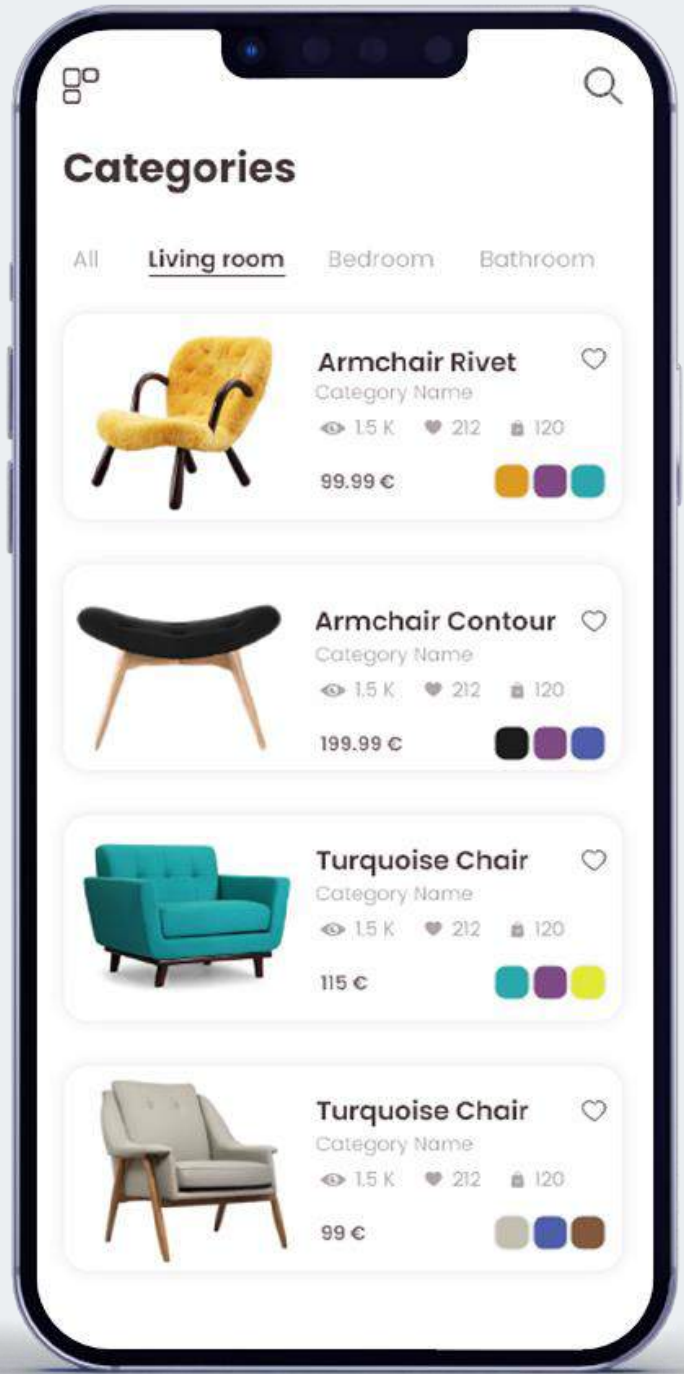 Categories
All Living room Bedroom Bathroom
Armchair Rivet
Category Name
1.5 K 212 120
99.99 €
Armchair Contour
Category Name
1.5 K 212 120
199.99 €
Turquoise Chair
Category Name
1.5 K 212 120
115 €
Turquoise Chair
Category Name
1.5 K 212 120
99 €